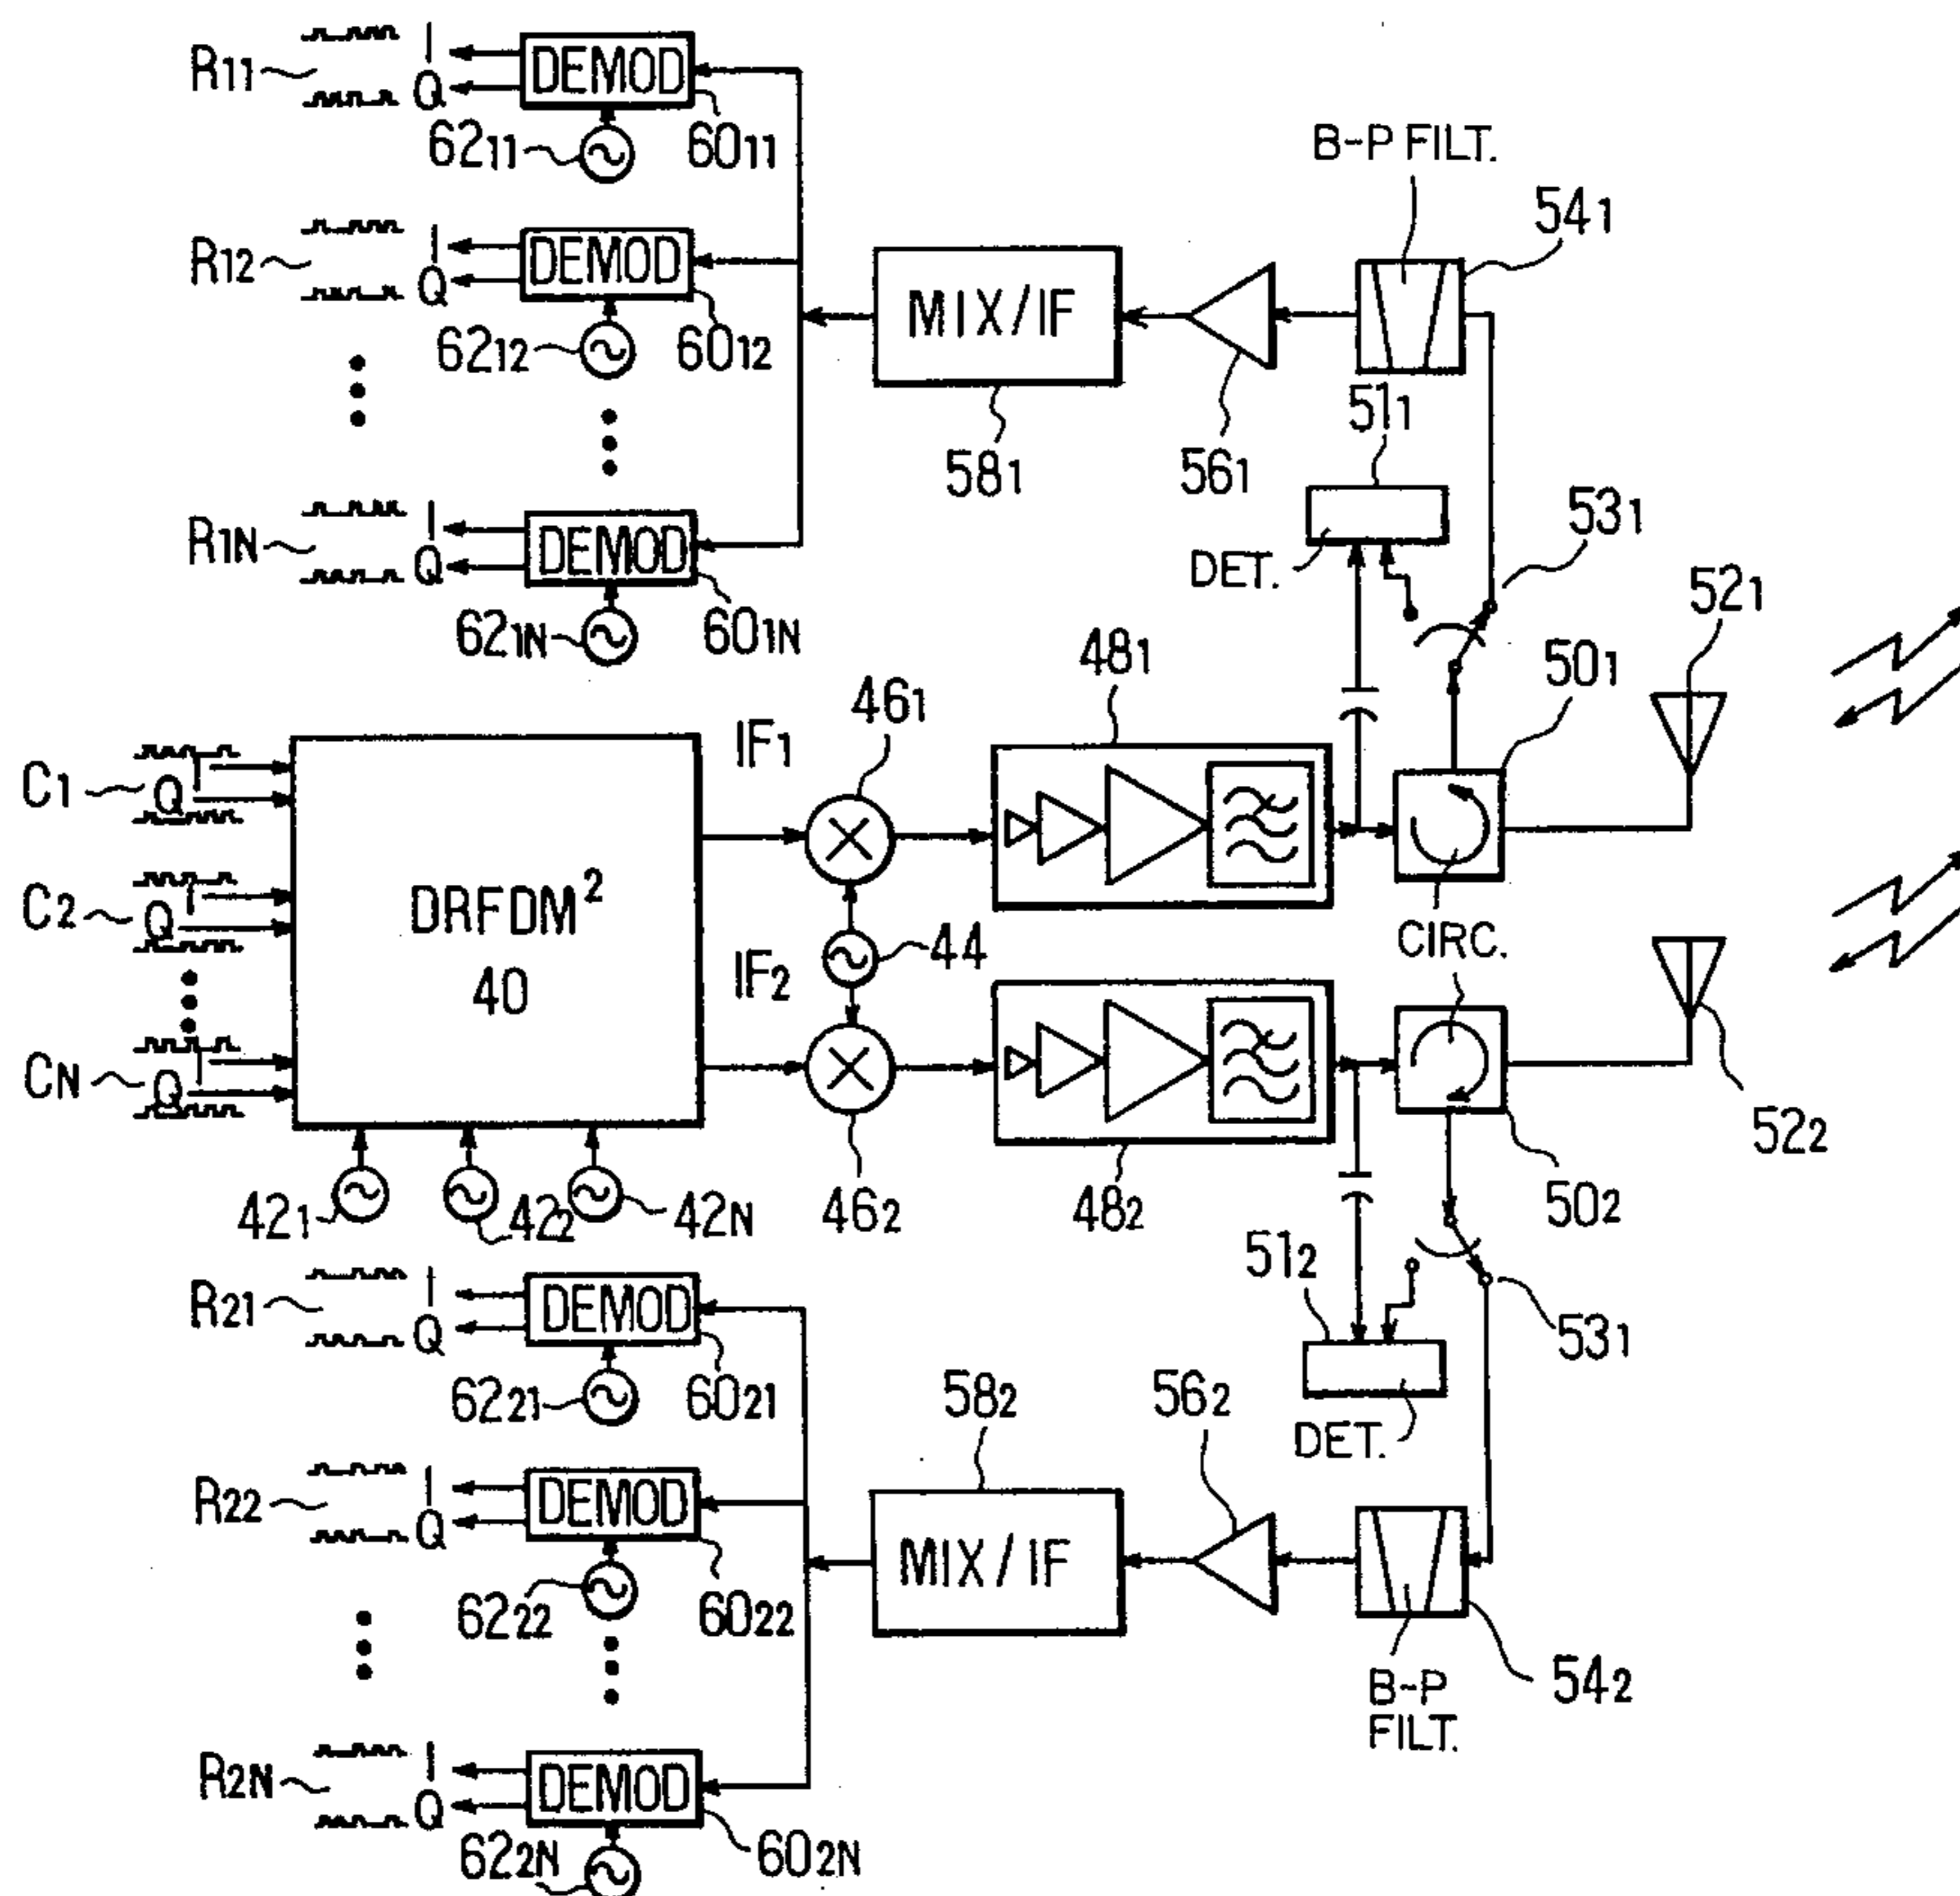 R11 I Q DEMOD 6011
6211
B-P FILT.
541
R12 I Q DEMOD 6012
6212
MIX/IF
581
561
511
DET.
531
R1N I Q DEMOD 601N
621N
521
501
481
461
IF1
C1 I Q
C2 I Q
CN I Q
DRFDM2
40
44
IF2
CIRC.
462
482
502
522
421
422
42N
512
DET.
531
R21 I Q DEMOD 6021
6221
582
562
R22 I Q DEMOD 6022
6222
MIX/IF
B-P
FILT.
542
R2N I Q DEMOD 602N
622N